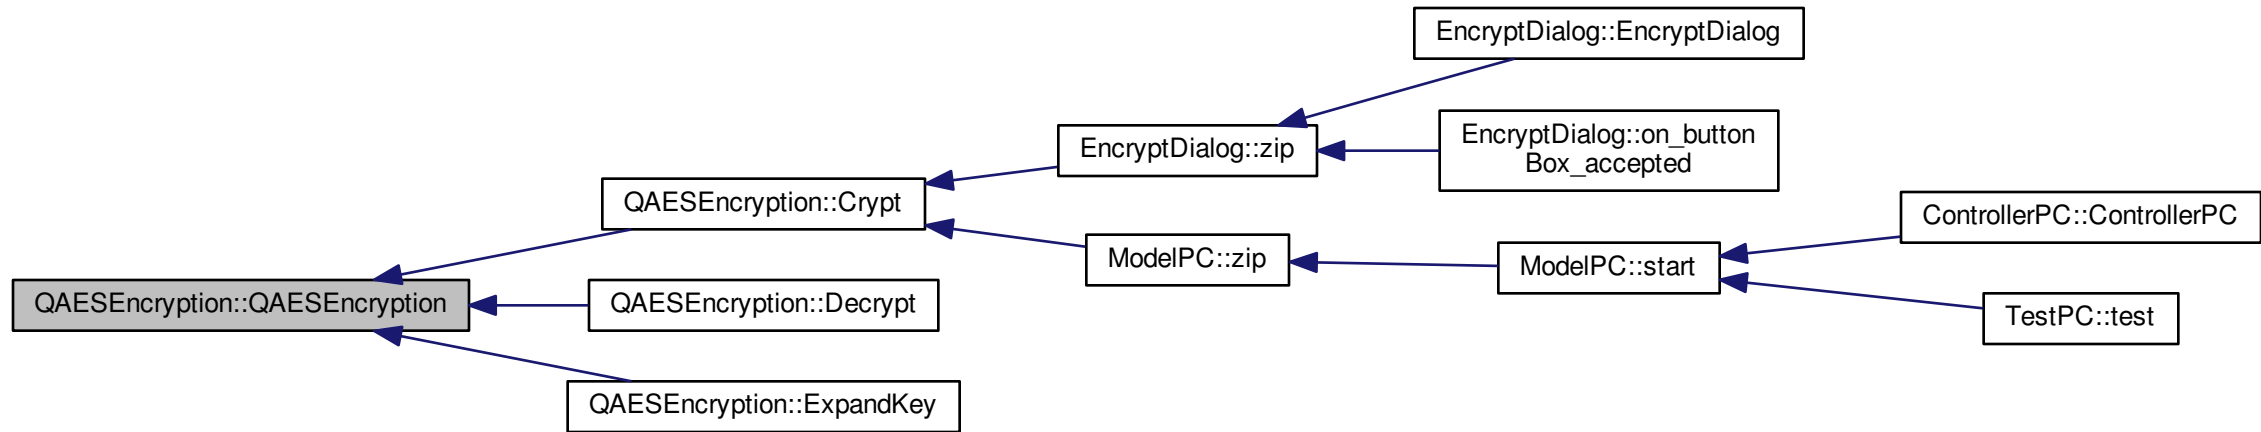 EncryptDialog::EncryptDialog
EncryptDialog::on_button
Box_accepted
EncryptDialog::zip
QAESEncryption::Crypt
ControllerPC::ControllerPC
ModelPC::zip
ModelPC::start
QAESEncryption::QAESEncryption
QAESEncryption::Decrypt
TestPC::test
QAESEncryption::ExpandKey